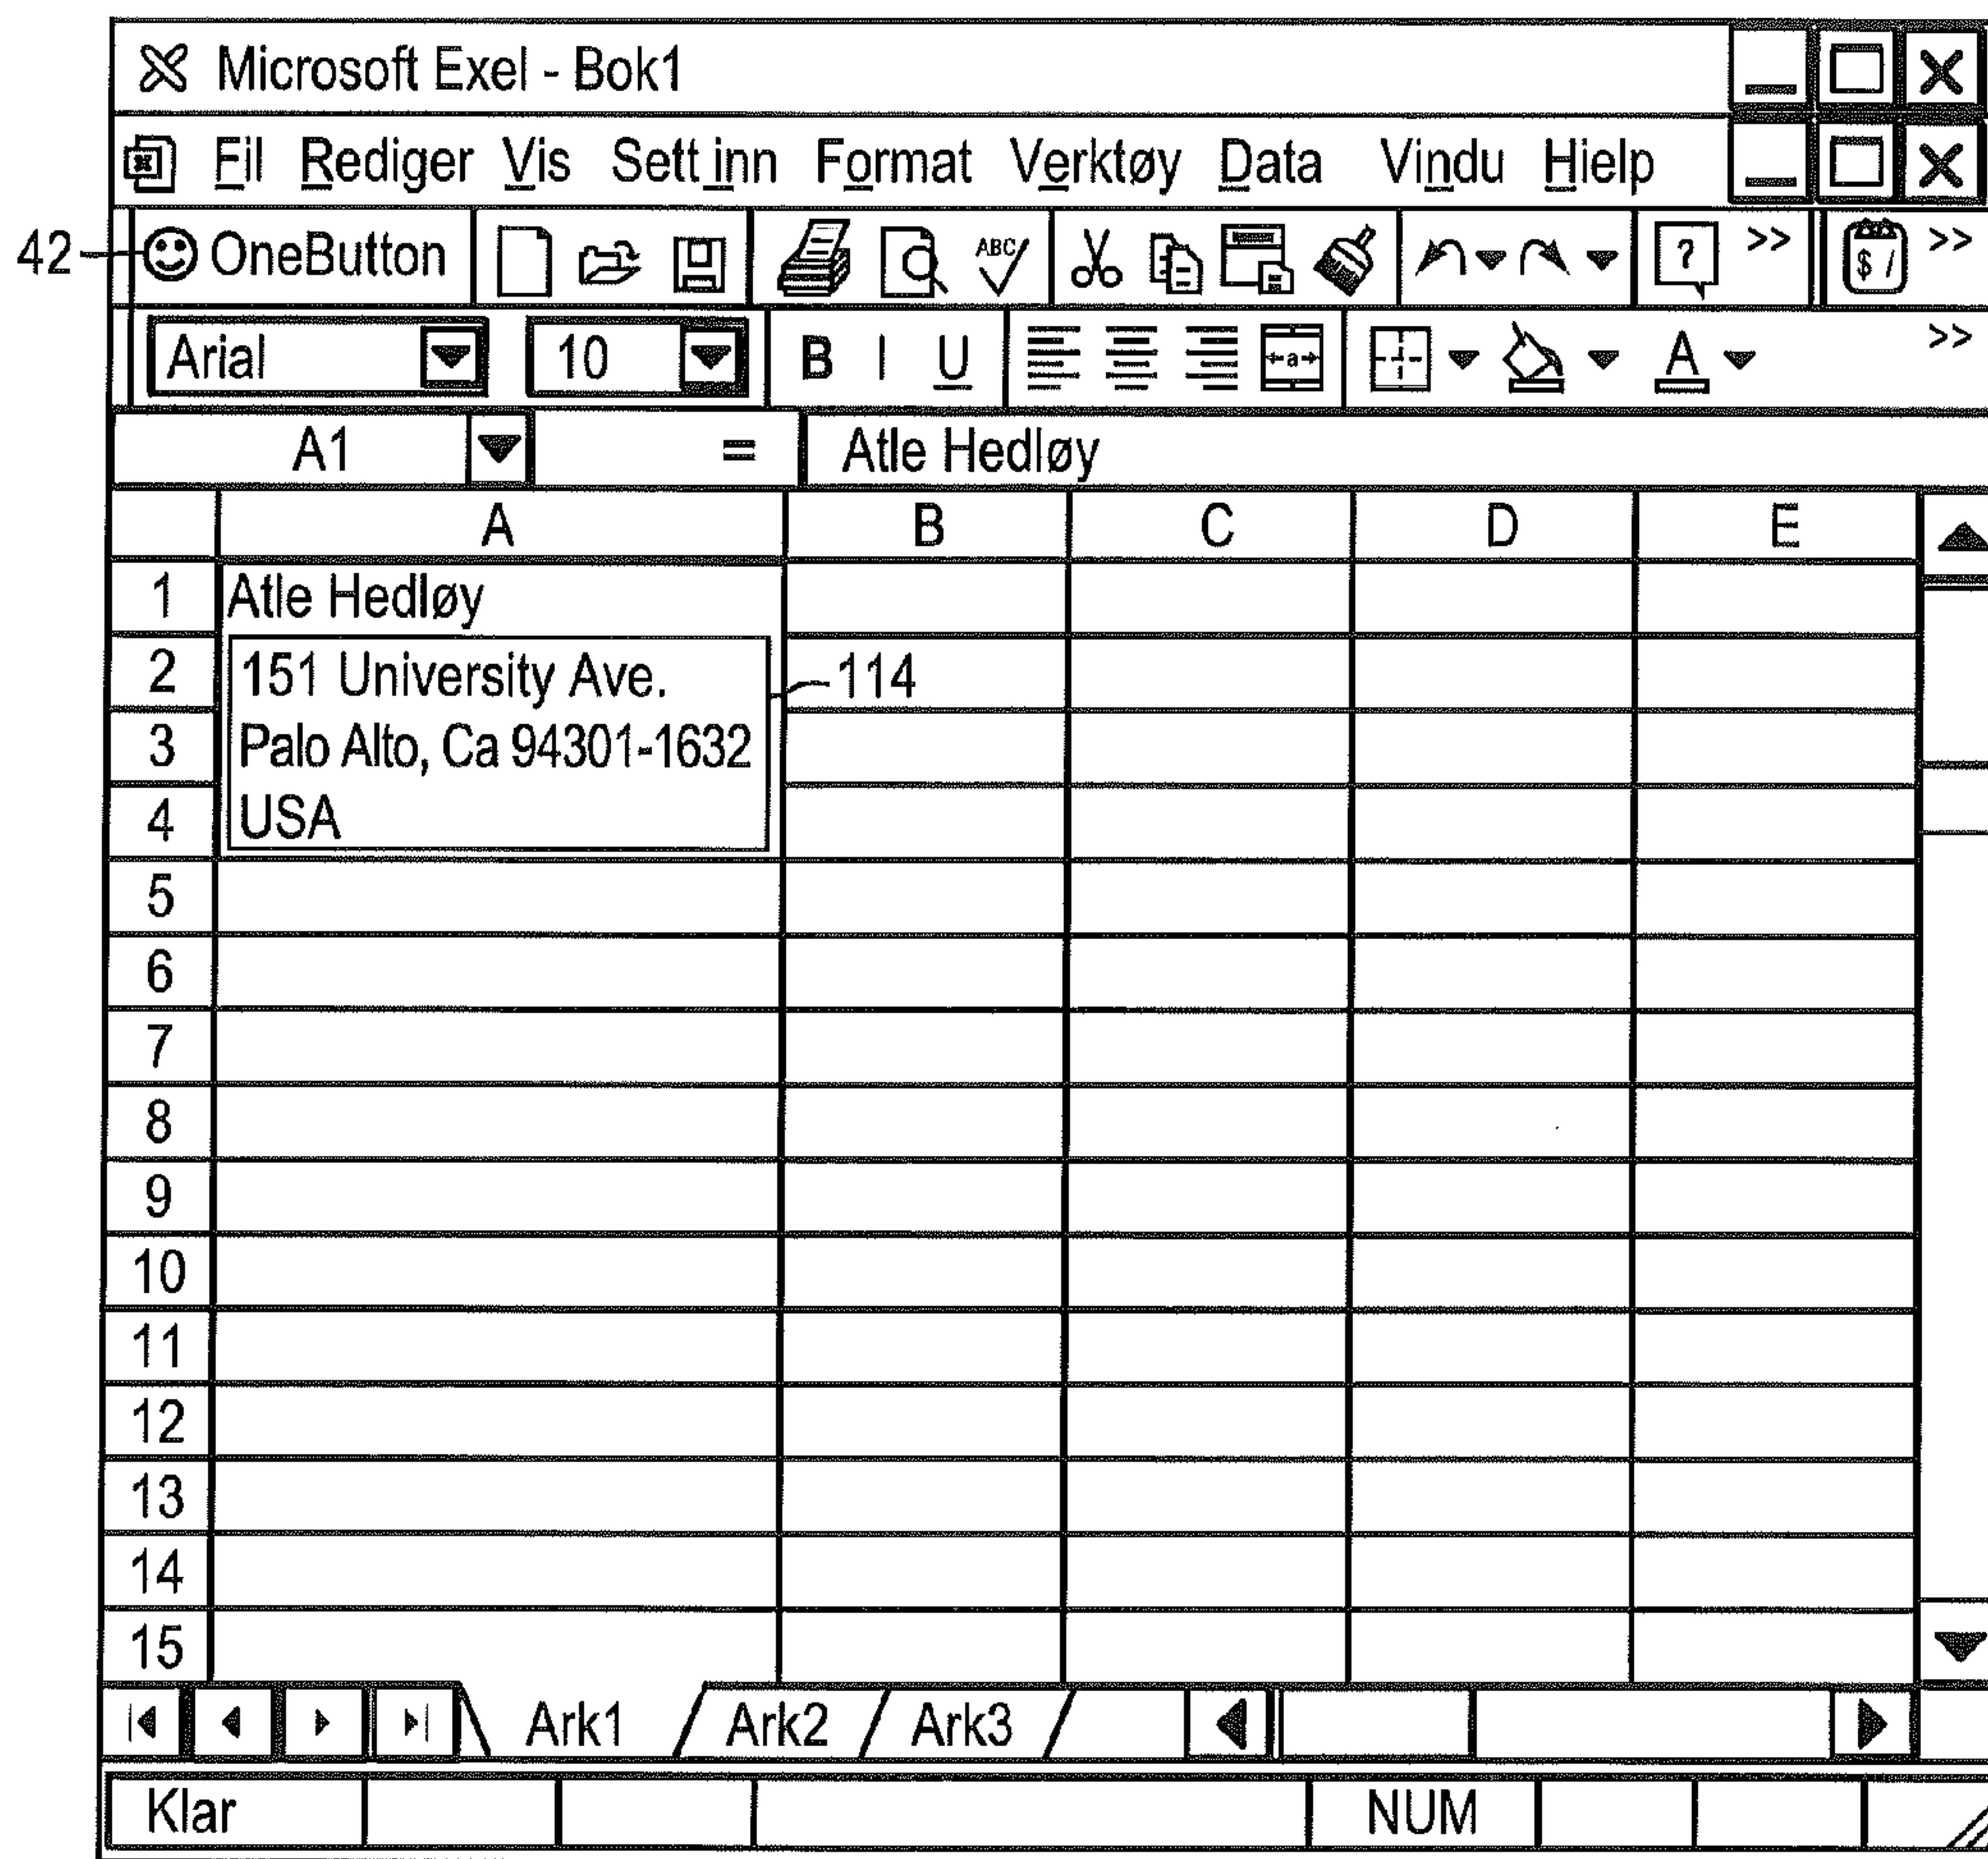 Microsoft Exel - Bok1
Fil Rediger Vis Sett inn Format Verktøy Data Vindu Hielp
42 OneButton ABC ? >> $ / >>
Arial 10 B I U a A >>
A1 = Atle Hedløy
A B C D E
1 Atle Hedløy
2 151 University Ave. 114
3 Palo Alto, Ca 94301-1632
4 USA
5
6
7
8
9
10
11
12
13
14
15
Ark1 Ark2 Ark3
Klar NUM